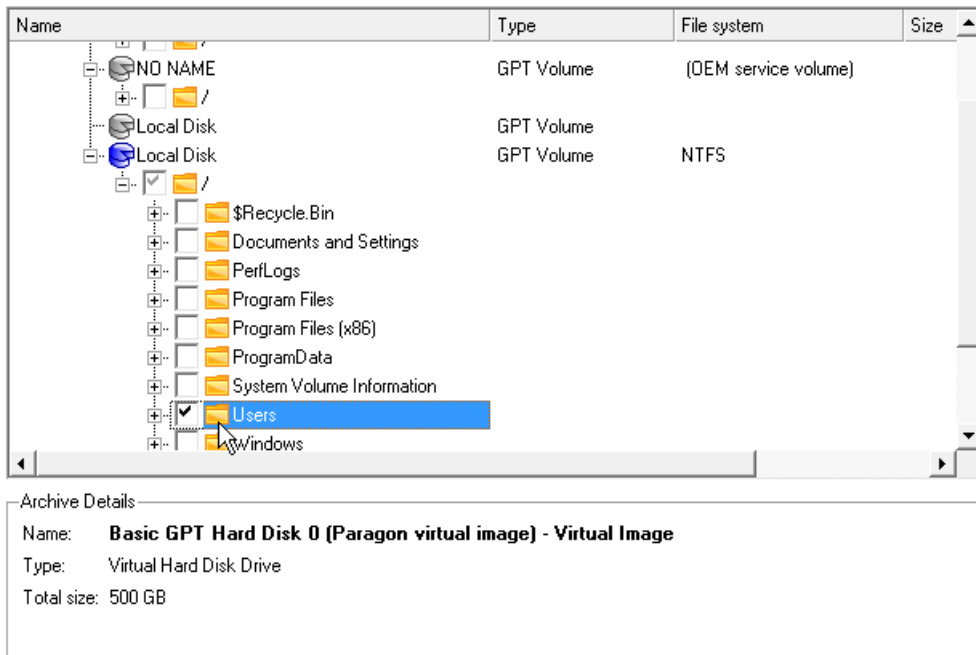 Name Type File system Size
/
NO NAME GPT Volume (OEM service volume)
/
Local Disk GPT Volume
Local Disk GPT Volume NTFS
/
$Recycle.Bin
Documents and Settings
PerfLogs
Program Files
Program Files (x86)
ProgramData
System Volume Information
Users
Windows
Archive Details
Name: Basic GPT Hard Disk 0 (Paragon virtual image) - Virtual Image
Type: Virtual Hard Disk Drive
Total size: 500 GB